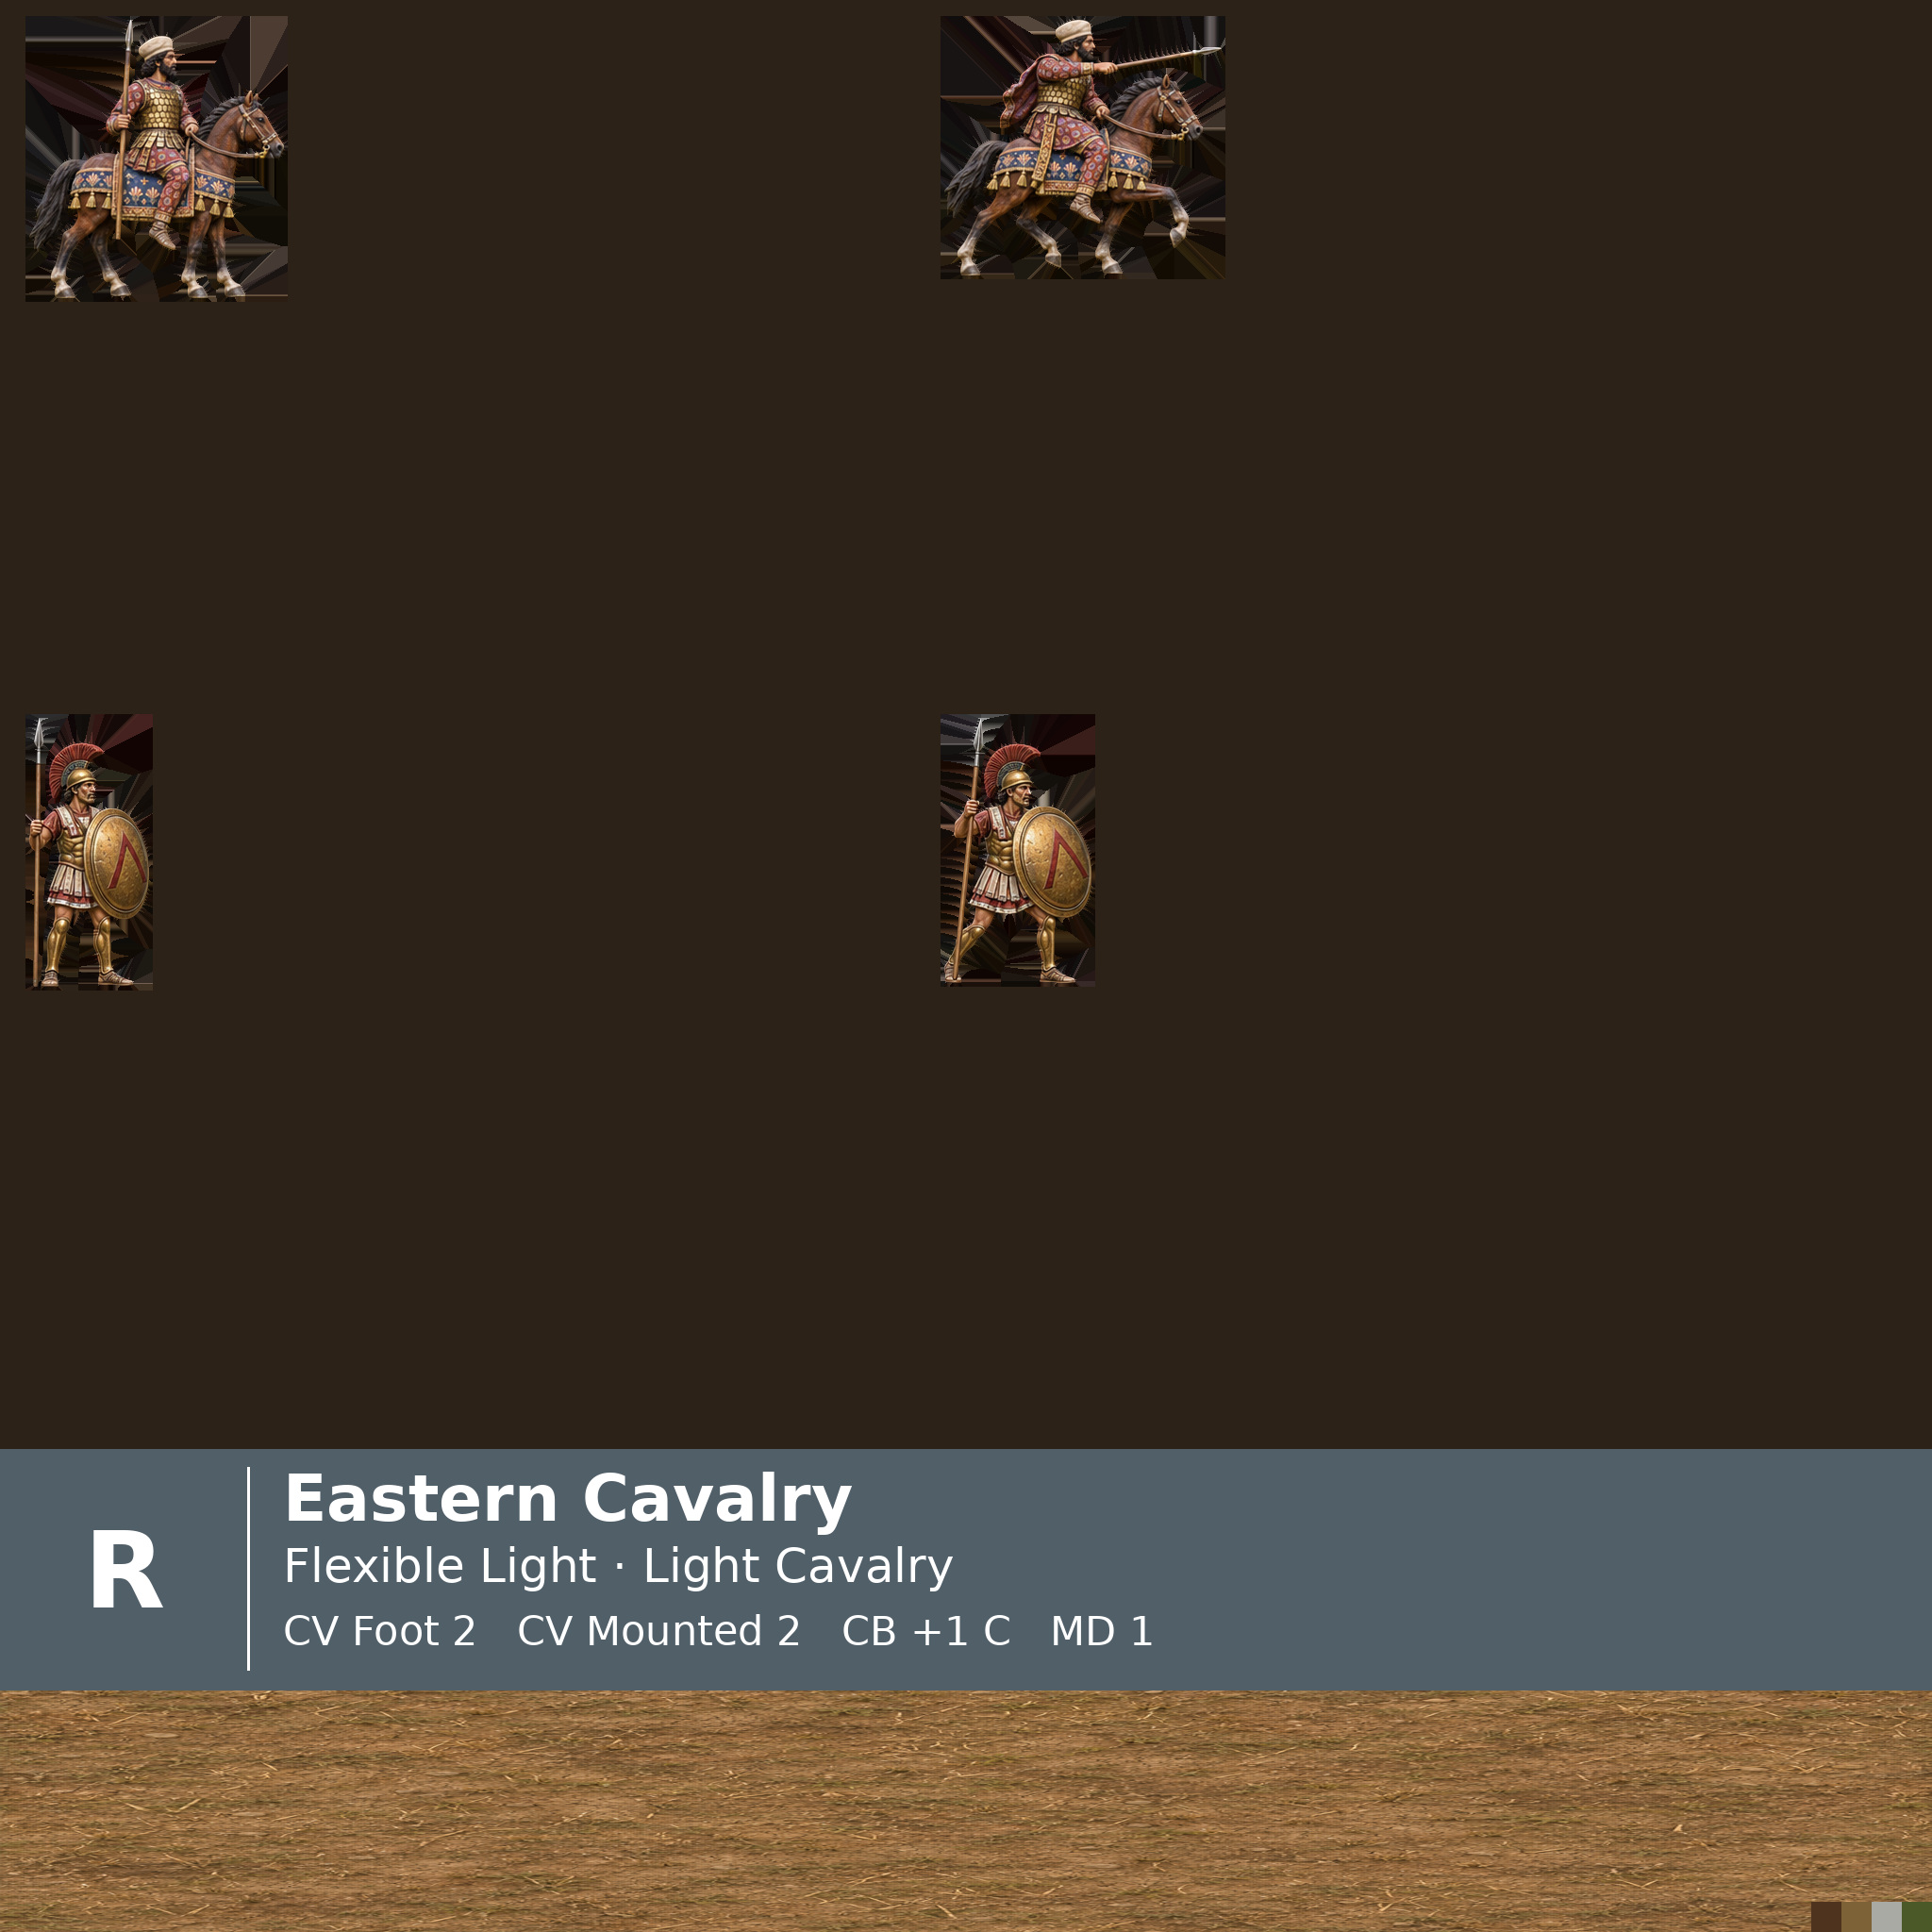 R
Eastern Cavalry
Flexible Light · Light Cavalry
CV Foot 2 CV Mounted 2 CB +1 C MD 1